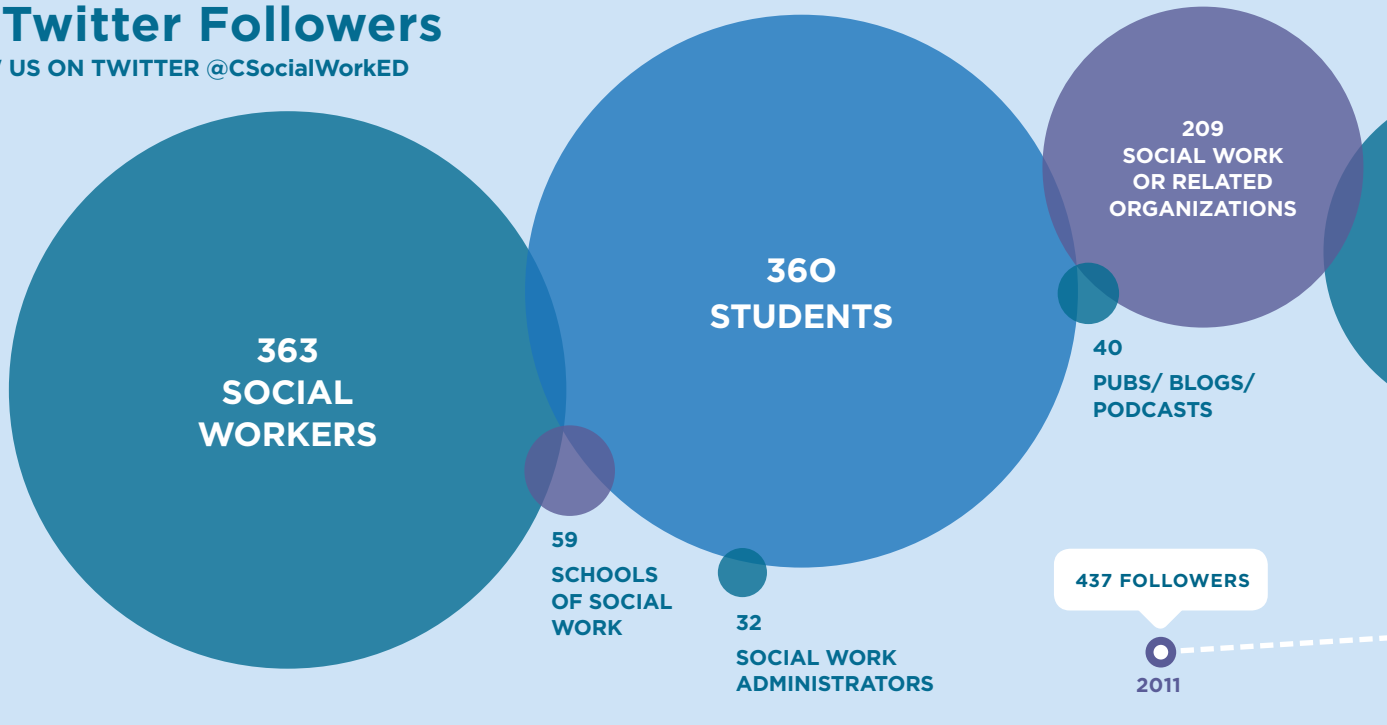 Twitter Followers
US ON TWITTER @CSocialWorkED
363
SOCIAL
WORKERS
360
STUDENTS
209
SOCIAL WORK
OR RELATED
ORGANIZATIONS
40
PUBS/ BLOGS/
PODCASTS
59
SCHOOLS
OF SOCIAL
WORK
32
SOCIAL WORK
ADMINISTRATORS
437 FOLLOWERS
2011